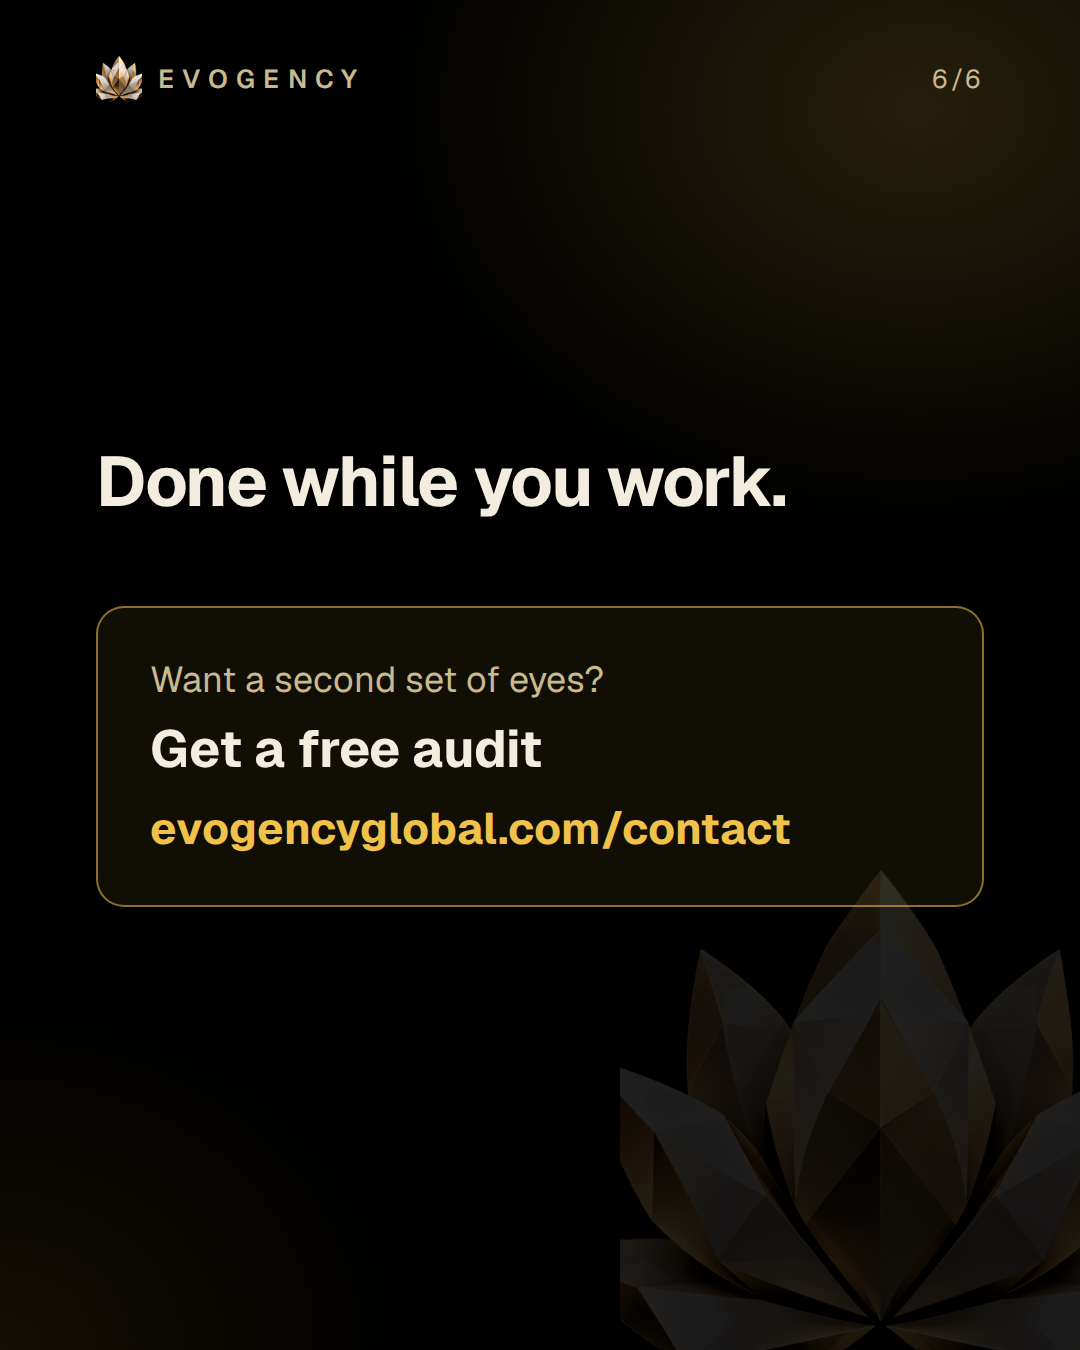 EVOGENCY
6/6
Done while you work.
Want a second set of eyes?
Get a free audit
evogencyglobal.com/contact